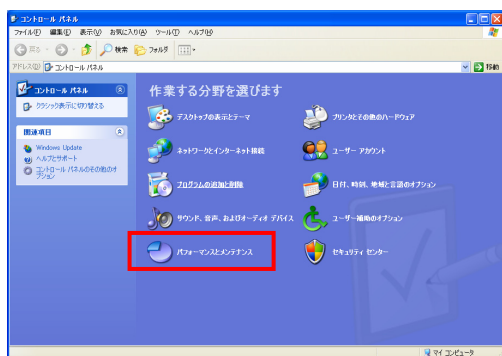 コントロール パネル
ファイル(F) 編集(E) 表示(V) お気に入り(A) ツール(T) ヘルプ(H)
戻る 検索 フォルダ
アドレス(D) コントロール パネル 移動
コントロール パネル
クラシック表示に切り替える
関連項目
Windows Update
ヘルプとサポート
コントロール パネルのその他のオプション
作業する分野を選びます
デスクトップの表示とテーマ
プリンタとその他のハードウェア
ネットワークとインターネット接続
ユーザー アカウント
プログラムの追加と削除
日付、時刻、地域と言語のオプション
サウンド、音声、およびオーディオ デバイス
ユーザー補助のオプション
パフォーマンスとメンテナンス
セキュリティ センター
マイ コンピュータ